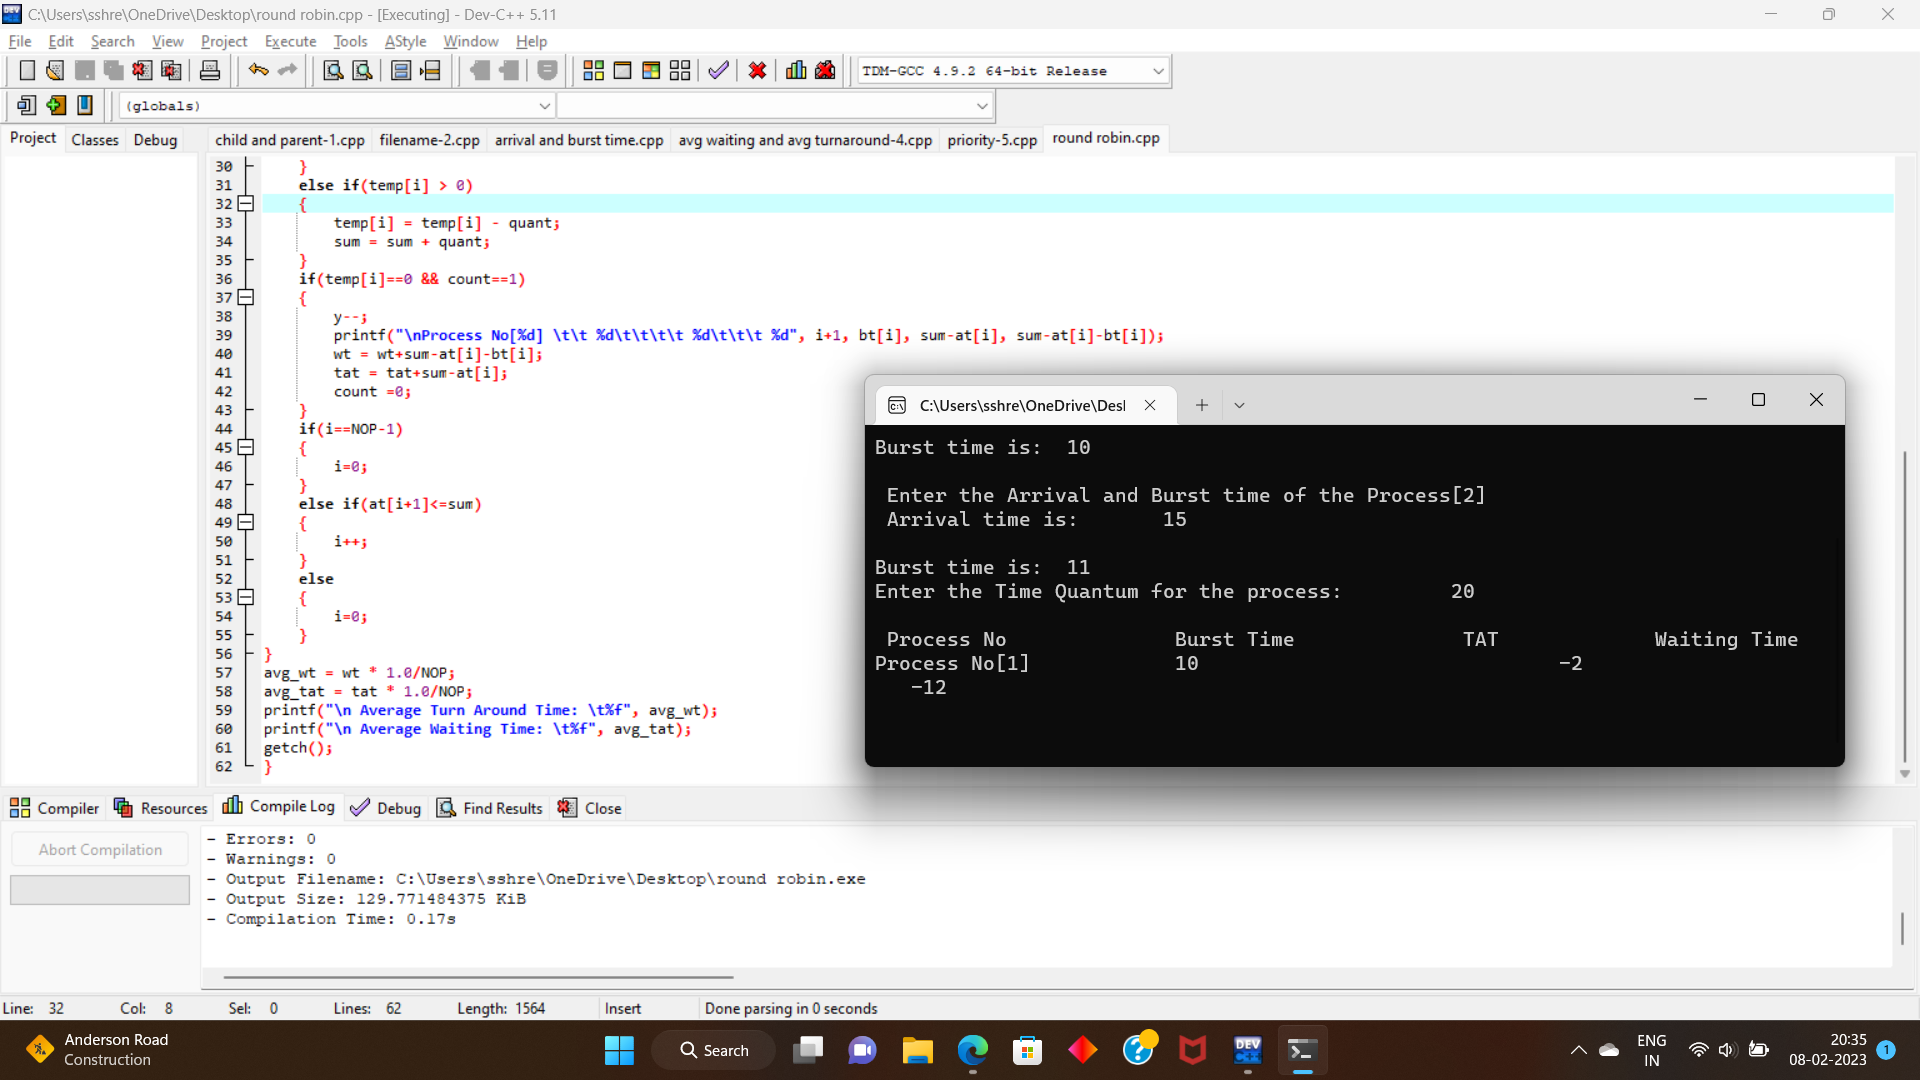 C:\Users\sshre\OneDrive\Desktop\round robin.cpp - [Executing] - Dev-C++ 5.11
File Edit Search View Project Execute Tools AStyle Window Help
TDM-GCC 4.9.2 64-bit Release
(globals)
Project Classes Debug
child and parent-1.cpp filename-2.cpp arrival and burst time.cpp avg waiting and avg turnaround-4.cpp priority-5.cpp round robin.cpp
30 }
31 else if(temp[i] > 0)
32 {
33 temp[i] = temp[i] - quant;
34 sum = sum + quant;
35 }
36 if(temp[i]==0 && count==1)
37 {
38 y--;
39 printf("\nProcess No[%d] \t\t %d\t\t\t\t %d\t\t\t %d", i+1, bt[i], sum-at[i], sum-at[i]-bt[i]);
40 wt = wt+sum-at[i]-bt[i];
41 tat = tat+sum-at[i];
42 count =0;
43 }
44 if(i==NOP-1)
45 {
46 i=0;
47 }
48 else if(at[i+1]<=sum)
49 {
50 i++;
51 }
52 else
53 {
54 i=0;
55 }
56 }
57 avg_wt = wt * 1.0/NOP;
58 avg_tat = tat * 1.0/NOP;
59 printf("\n Average Turn Around Time: \t%f", avg_wt);
60 printf("\n Average Waiting Time: \t%f", avg_tat);
61 getch();
62 }
C:\Users\sshre\OneDrive\Desl
Burst time is: 10
Enter the Arrival and Burst time of the Process[2]
Arrival time is: 15
Burst time is: 11
Enter the Time Quantum for the process: 20
Process No Burst Time TAT Waiting Time
Process No[1] 10 -2
-12
Compiler Resources Compile Log Debug Find Results Close
Abort Compilation
- Errors: 0
- Warnings: 0
- Output Filename: C:\Users\sshre\OneDrive\Desktop\round robin.exe
- Output Size: 129.771484375 KiB
- Compilation Time: 0.17s
Line: 32 Col: 8 Sel: 0 Lines: 62 Length: 1564 Insert Done parsing in 0 seconds
Anderson Road
Construction
Search
DEV
C++
ENG
IN
20:35
08-02-2023
1